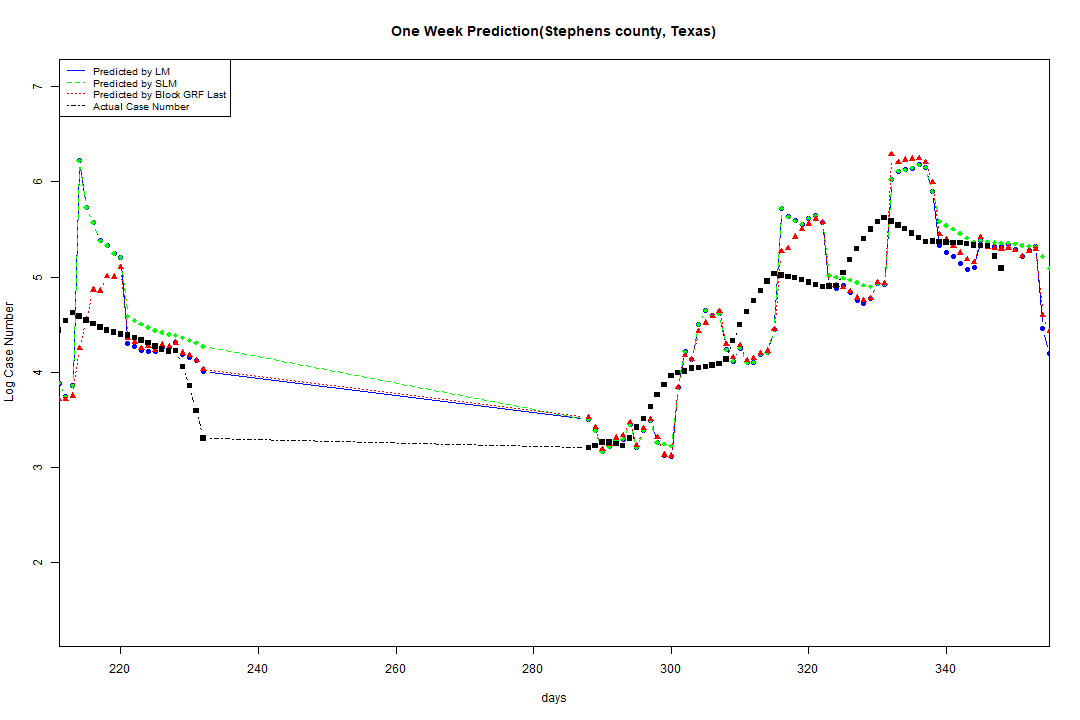 One Week Prediction(Stephens county, Texas)
Predicted by LM
Predicted by SLM
Predicted by Block GRF Last
Actual Case Number
7
6
5
4
3
2
Log Case Number
220 240 260 280 300 320 340
days